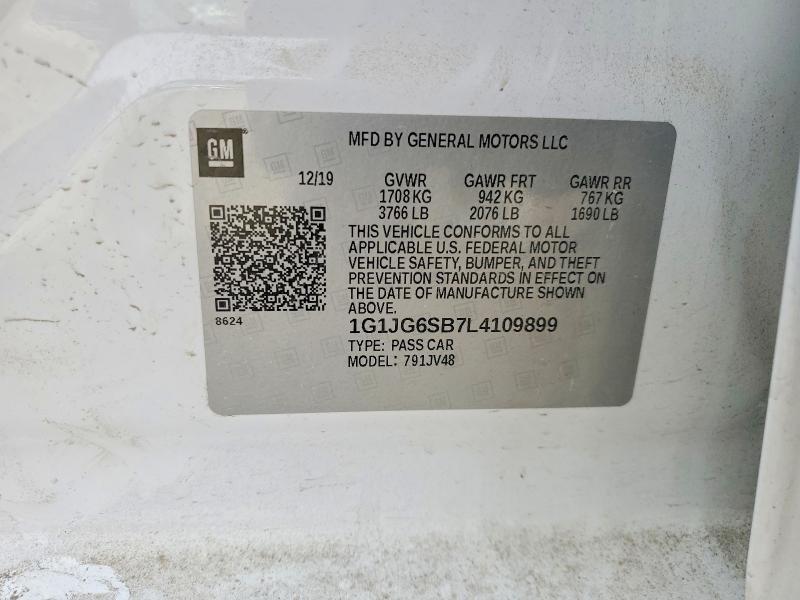 GM
MFD BY GENERAL MOTORS LLC
12/19 GVWR GAWR FRT GAWR RR
1708 KG 942 KG 767 KG
3766 LB 2076 LB 1690 LB
THIS VEHICLE CONFORMS TO ALL
APPLICABLE U.S. FEDERAL MOTOR
VEHICLE SAFETY, BUMPER, AND THEFT
PREVENTION STANDARDS IN EFFECT ON
THE DATE OF MANUFACTURE SHOWN
ABOVE.
8624
1G1JG6SB7L4109899
TYPE: PASS CAR
MODEL: 791JV48